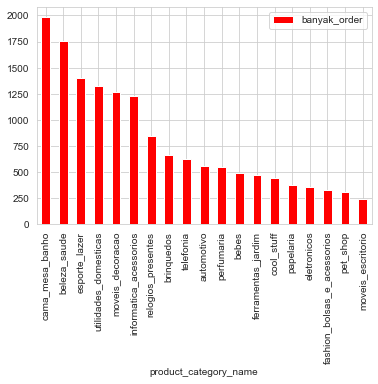 banyak_order
2000
1750
1500
1250
1000
750
500
250
0
cama_mesa_banho
beleza_saude
esporte_lazer
utilidades_domesticas
moveis_decoracao
informatica_acessorios
relogios_presentes
brinquedos
telefonia
automotivo
perfumaria
bebes
ferramentas_jardim
cool_stuff
papelaria
eletronicos
fashion_bolsas_e_acessorios
pet_shop
moveis_escritorio
product_category_name